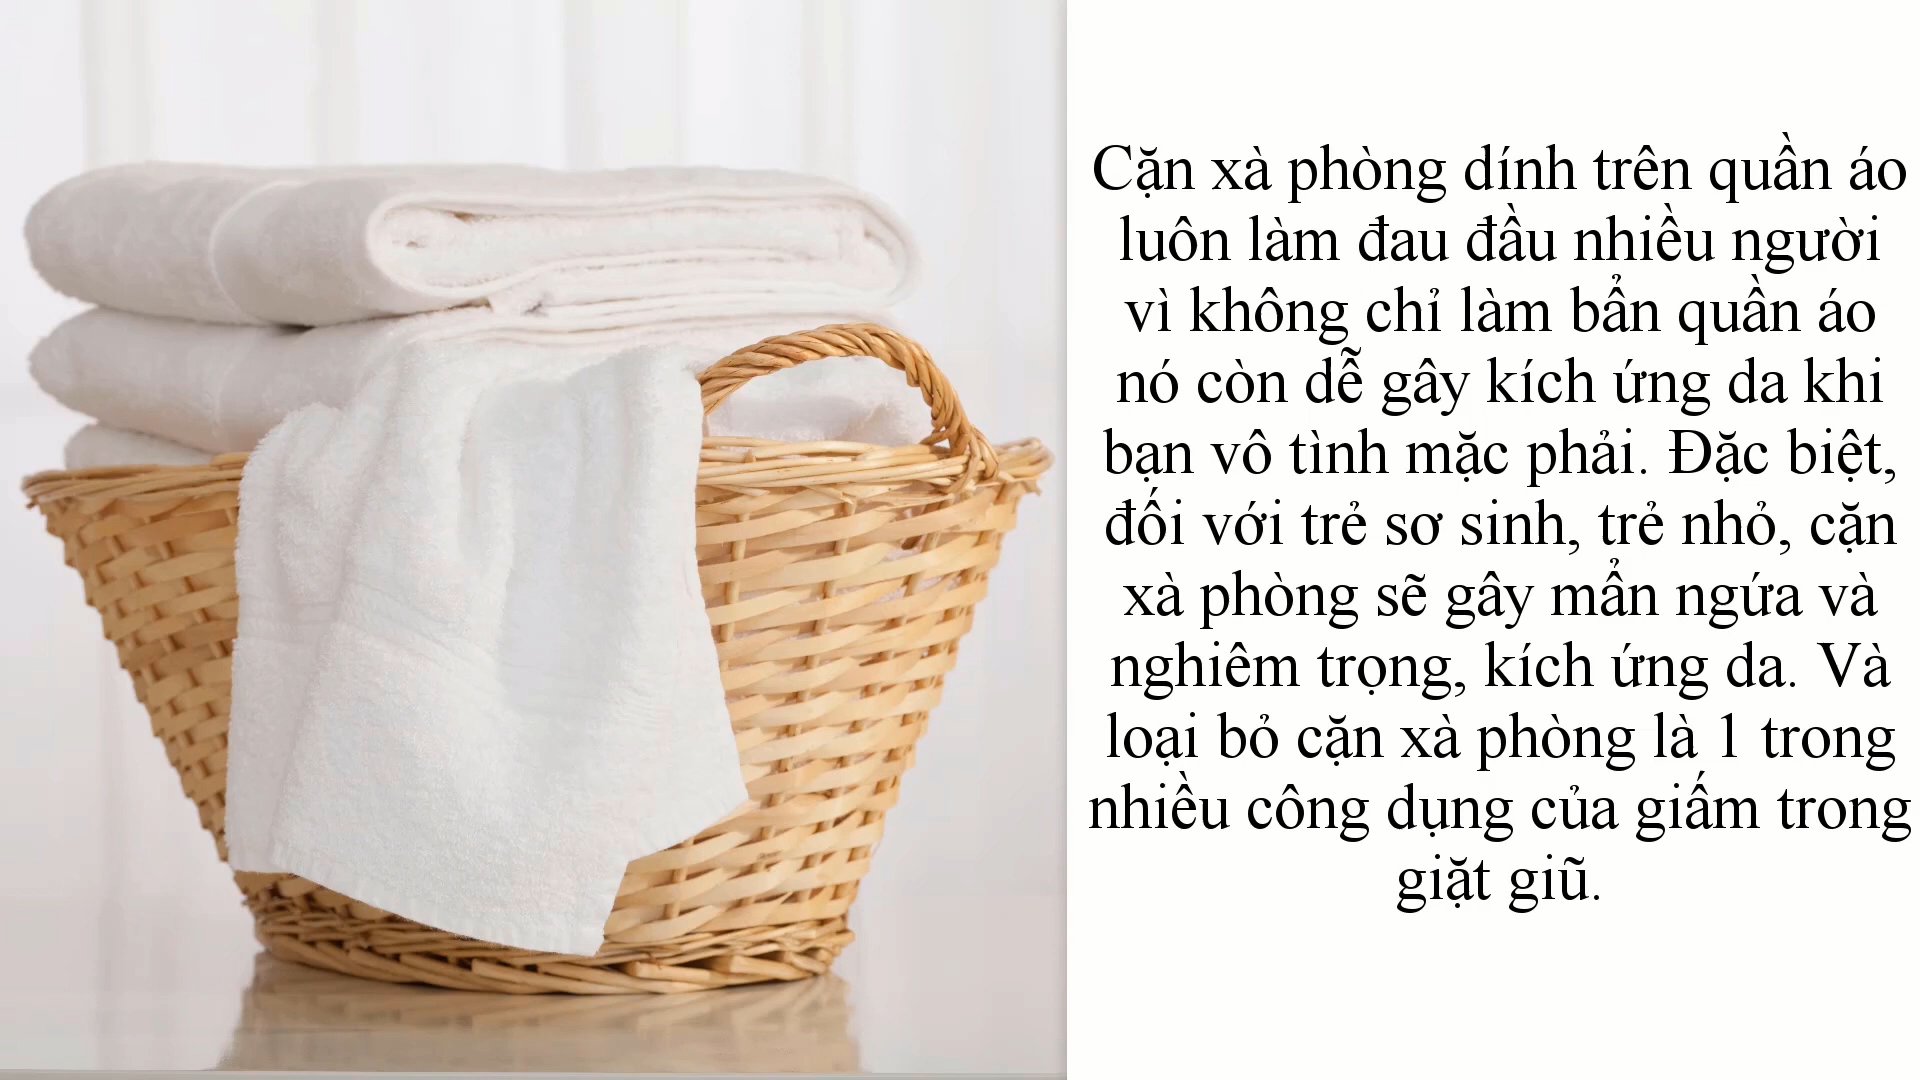 Cặn xà phòng dính trên quần áo
luôn làm đau đầu nhiều người
vì không chỉ làm bẩn quần áo
nó còn dễ gây kích ứng da khi
bạn vô tình mặc phải. Đặc biệt,
đối với trẻ sơ sinh, trẻ nhỏ, cặn
xà phòng sẽ gây mẩn ngứa và
nghiêm trọng, kích ứng da. Và
loại bỏ cặn xà phòng là 1 trong
nhiều công dụng của giấm trong
giặt giũ.